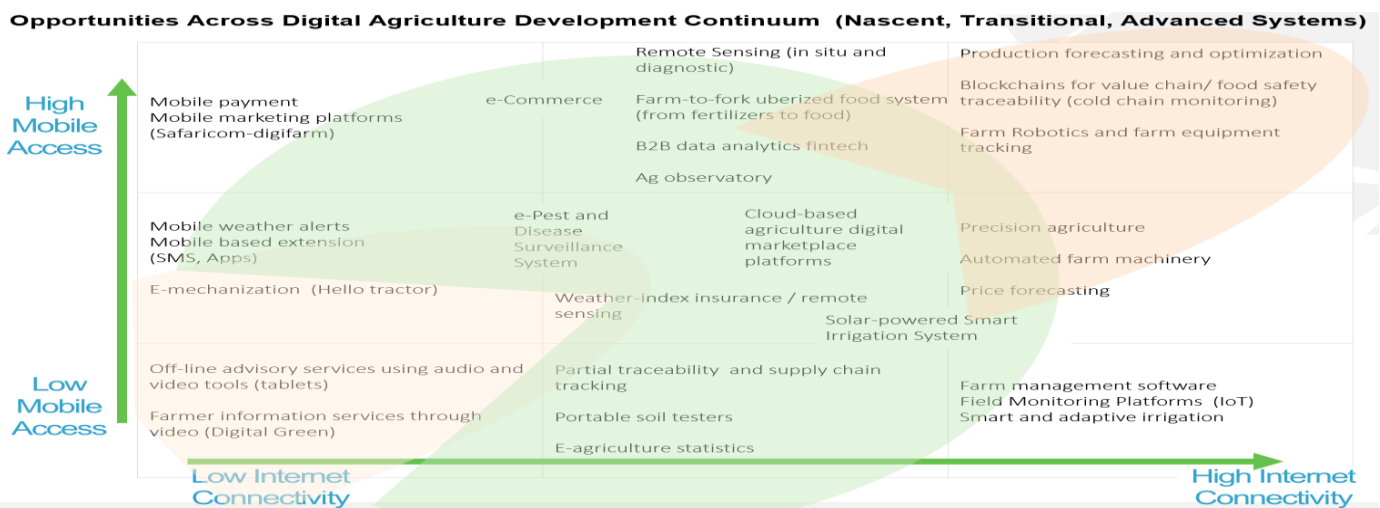 Opportunities Across Digital Agriculture Development Continuum (Nascent, Transitional, Advanced Systems)
High
Mobile
Access
Mobile payment
Mobile marketing platforms
(Safaricom-digifarm)
e-Commerce
Remote Sensing (in situ and
diagnostic)
Farm-to-fork uberized food system
(from fertilizers to food)
B2B data analytics fintech
Ag observatory
Production forecasting and optimization
Blockchains for value chain/ food safety
traceability (cold chain monitoring)
Farm Robotics and farm equipment
tracking
Mobile weather alerts
Mobile based extension
(SMS, Apps)
E-mechanization (Hello tractor)
e-Pest and
Disease
Surveillance
System
Cloud-based
agriculture digital
marketplace
platforms
Weather-index insurance / remote
sensing
Solar-powered Smart
Irrigation System
Precision agriculture
Automated farm machinery
Price forecasting
Low
Mobile
Access
Off-line advisory services using audio and
video tools (tablets)
Farmer information services through
video (Digital Green)
Partial traceability and supply chain
tracking
Portable soil testers
E-agriculture statistics
Farm management software
Field Monitoring Platforms (IoT)
Smart and adaptive irrigation
Low Internet
Connectivity
High Internet
Connectivity